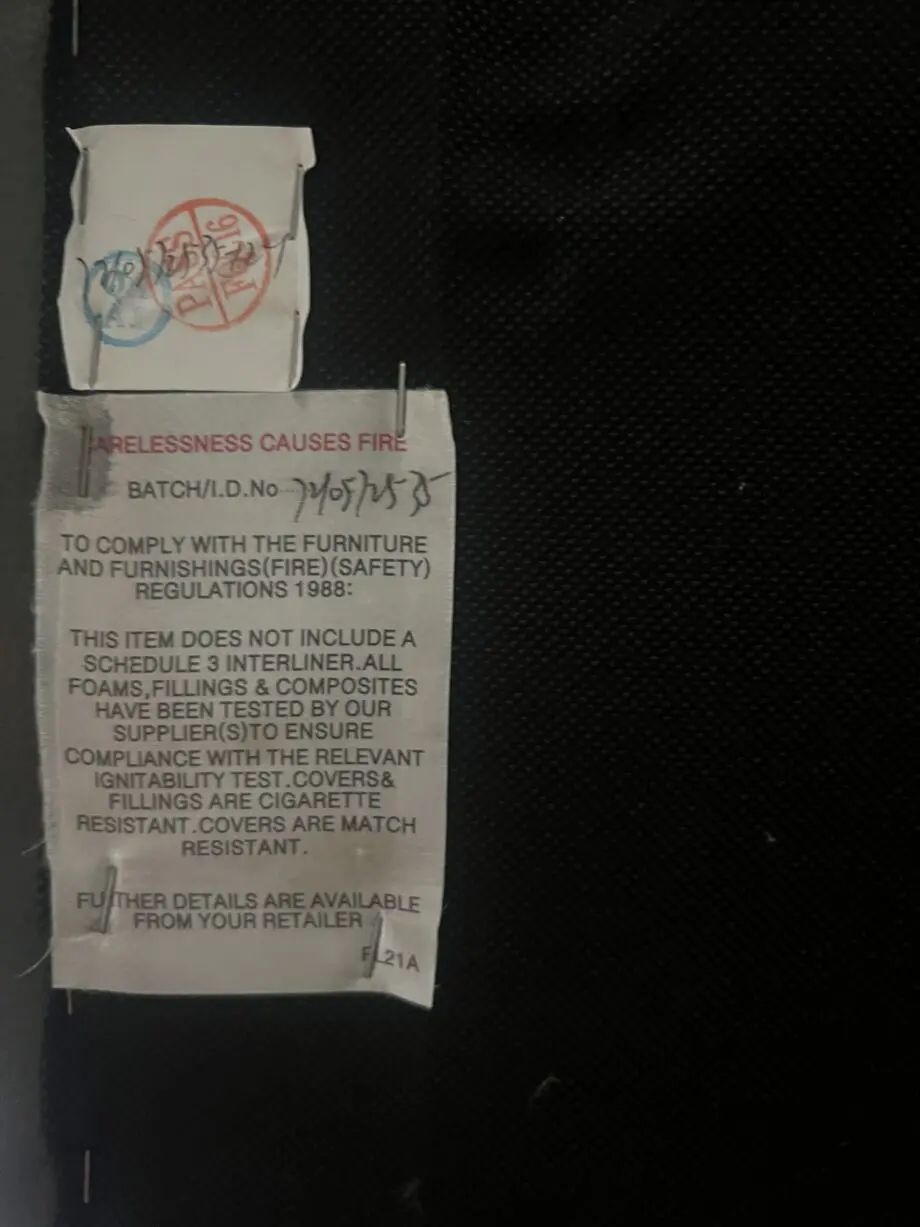 PASS
ARELESSNESS CAUSES FIRE
BATCH/I.D.No
TO COMPLY WITH THE FURNITURE
AND FURNISHINGS(FIRE)(SAFETY)
REGULATIONS 1988:
THIS ITEM DOES NOT INCLUDE A
SCHEDULE 3 INTERLINER.ALL
FOAMS,FILLINGS & COMPOSITES
HAVE BEEN TESTED BY OUR
SUPPLIER(S)TO ENSURE
COMPLIANCE WITH THE RELEVANT
IGNITABILITY TEST.COVERS&
FILLINGS ARE CIGARETTE
RESISTANT.COVERS ARE MATCH
RESISTANT.
FU THER DETAILS ARE AVAILABLE
FROM YOUR RETAILER
F 21A